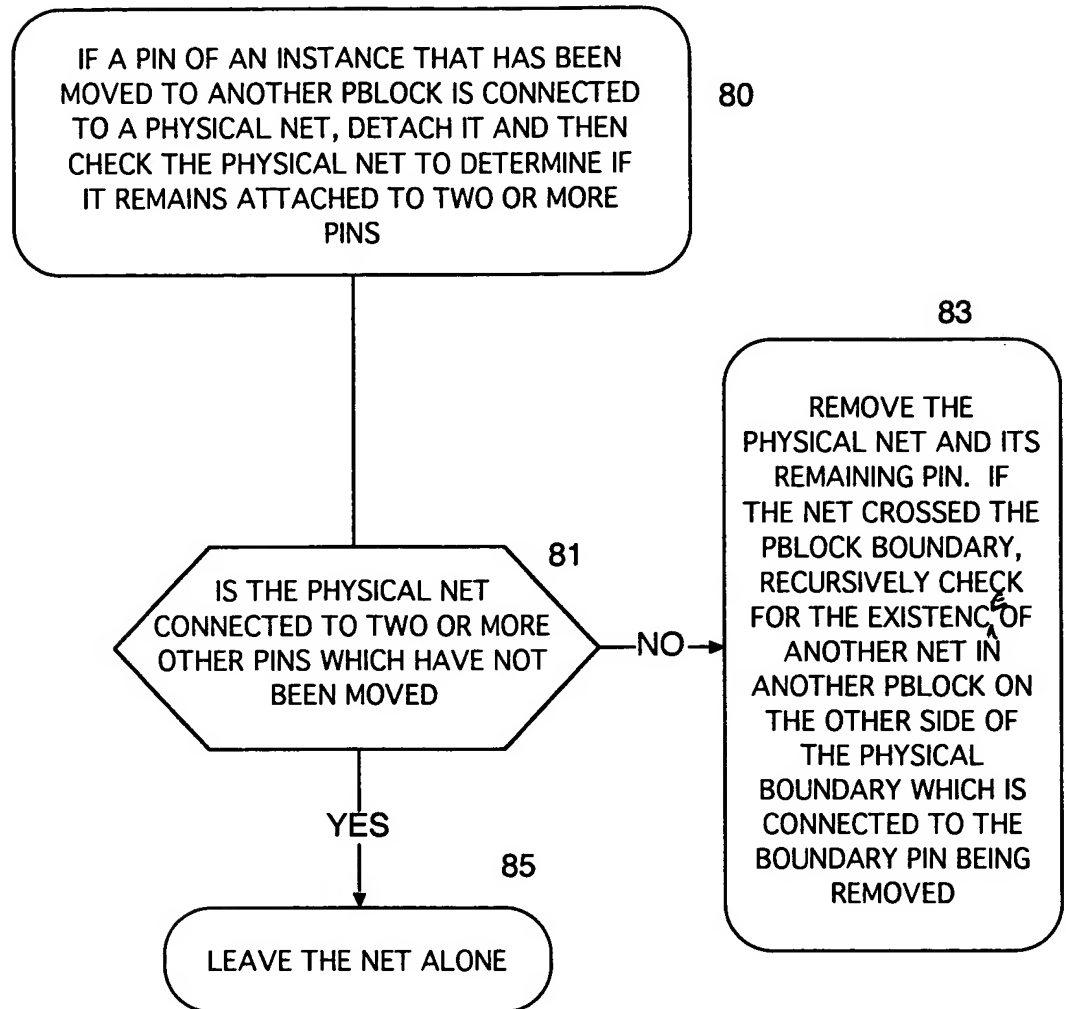 IF A PIN OF AN INSTANCE THAT HAS BEEN
MOVED TO ANOTHER PBLOCK IS CONNECTED
TO A PHYSICAL NET, DETACH IT AND THEN
CHECK THE PHYSICAL NET TO DETERMINE IF
IT REMAINS ATTACHED TO TWO OR MORE
PINS
80
83
REMOVE THE
PHYSICAL NET AND ITS
REMAINING PIN. IF
THE NET CROSSED THE
PBLOCK BOUNDARY,
RECURSIVELY CHECK
FOR THE EXISTENCE OF
ANOTHER NET IN
ANOTHER PBLOCK ON
THE OTHER SIDE OF
THE PHYSICAL
BOUNDARY WHICH IS
CONNECTED TO THE
BOUNDARY PIN BEING
REMOVED
81
IS THE PHYSICAL NET
CONNECTED TO TWO OR MORE
OTHER PINS WHICH HAVE NOT
BEEN MOVED
NO
YES
85
LEAVE THE NET ALONE